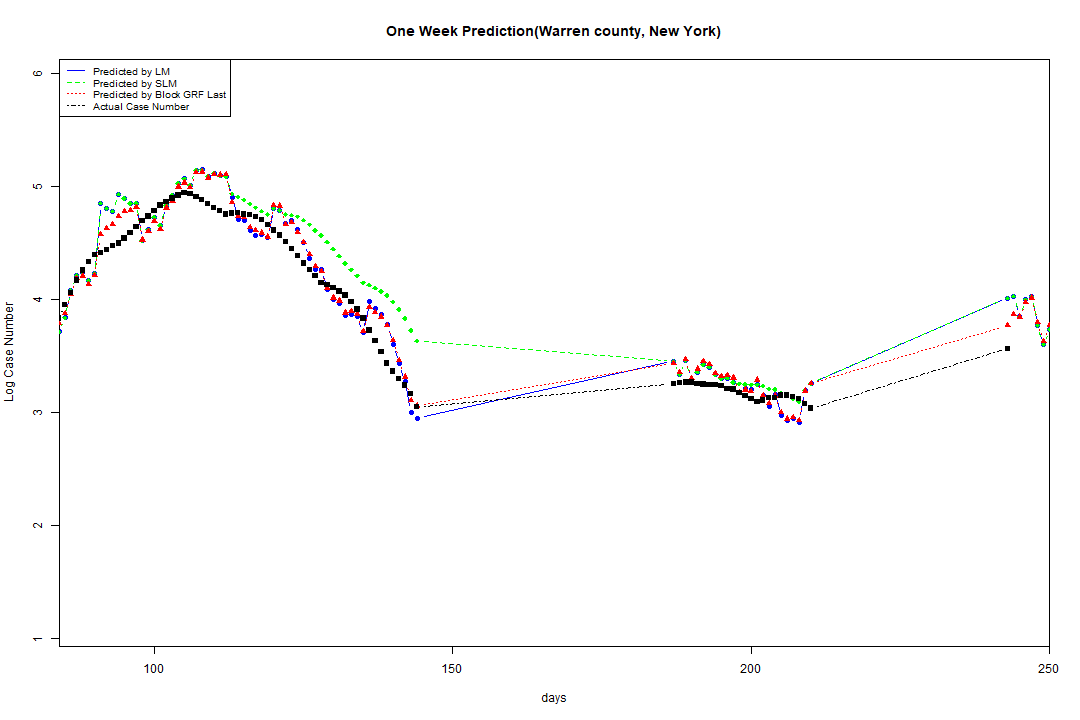 One Week Prediction(Warren county, New York)
Predicted by LM
Predicted by SLM
Predicted by Block GRF Last
Actual Case Number
6
5
4
3
2
1
Log Case Number
100 150 200 250
days